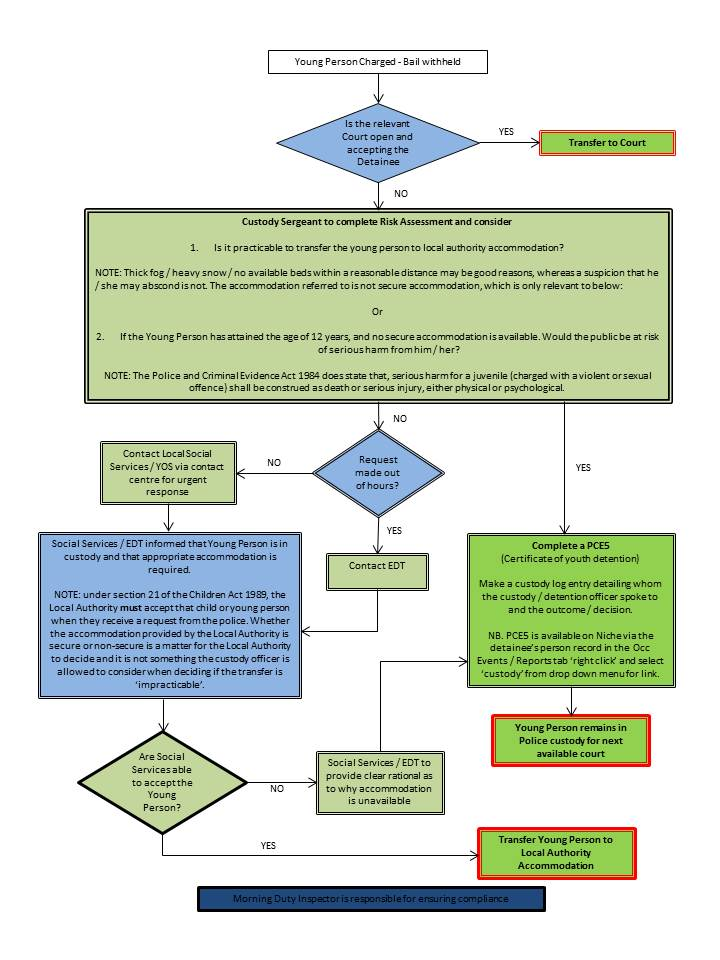 Young Person Charged - Bail withheld
Is the relevant
Court open and
accepting the
Detainee
YES
Transfer to Court
NO
Custody Sergeant to complete Risk Assessment and consider
1. Is it practicable to transfer the young person to local authority accommodation?
NOTE: Thick fog / heavy snow / no available beds within a reasonable distance may be good reasons, whereas a suspicion that he
/ she may abscond is not. The accommodation referred to is not secure accommodation, which is only relevant to below:
Or
2. If the Young Person has attained the age of 12 years, and no secure accommodation is available. Would the public be at risk
of serious harm from him / her?
NOTE: The Police and Criminal Evidence Act 1984 does state that, serious harm for a juvenile (charged with a violent or sexual
offence) shall be construed as death or serious injury, either physical or psychological.
NO
YES
Request
made out
of hours?
NO
Contact Local Social
Services / YOS via contact
centre for urgent
response
YES
Contact EDT
Social Services / EDT informed that Young Person is in
custody and that appropriate accommodation is
required.
NOTE: under section 21 of the Children Act 1989, the
Local Authority must accept that child or young person
when they receive a request from the police. Whether
the accommodation provided by the Local Authority is
secure or non-secure is a matter for the Local Authority
to decide and it is not something the custody officer is
allowed to consider when deciding if the transfer is
‘impracticable’.
Complete a PCE5
(Certificate of youth detention)
Make a custody log entry detailing whom
the custody / detention officer spoke to
and the outcome / decision.
NB. PCE5 is available on Niche via the
detainee’s person record in the Occ
Events / Reports tab ‘right click’ and select
‘custody’ from drop down menu for link.
Young Person remains in
Police custody for next
available court
Are Social
Services able
to accept the
Young
Person?
NO
Social Services / EDT to
provide clear rational as
to why accommodation
is unavailable
YES
Transfer Young Person to
Local Authority
Accommodation
Morning Duty Inspector is responsible for ensuring compliance